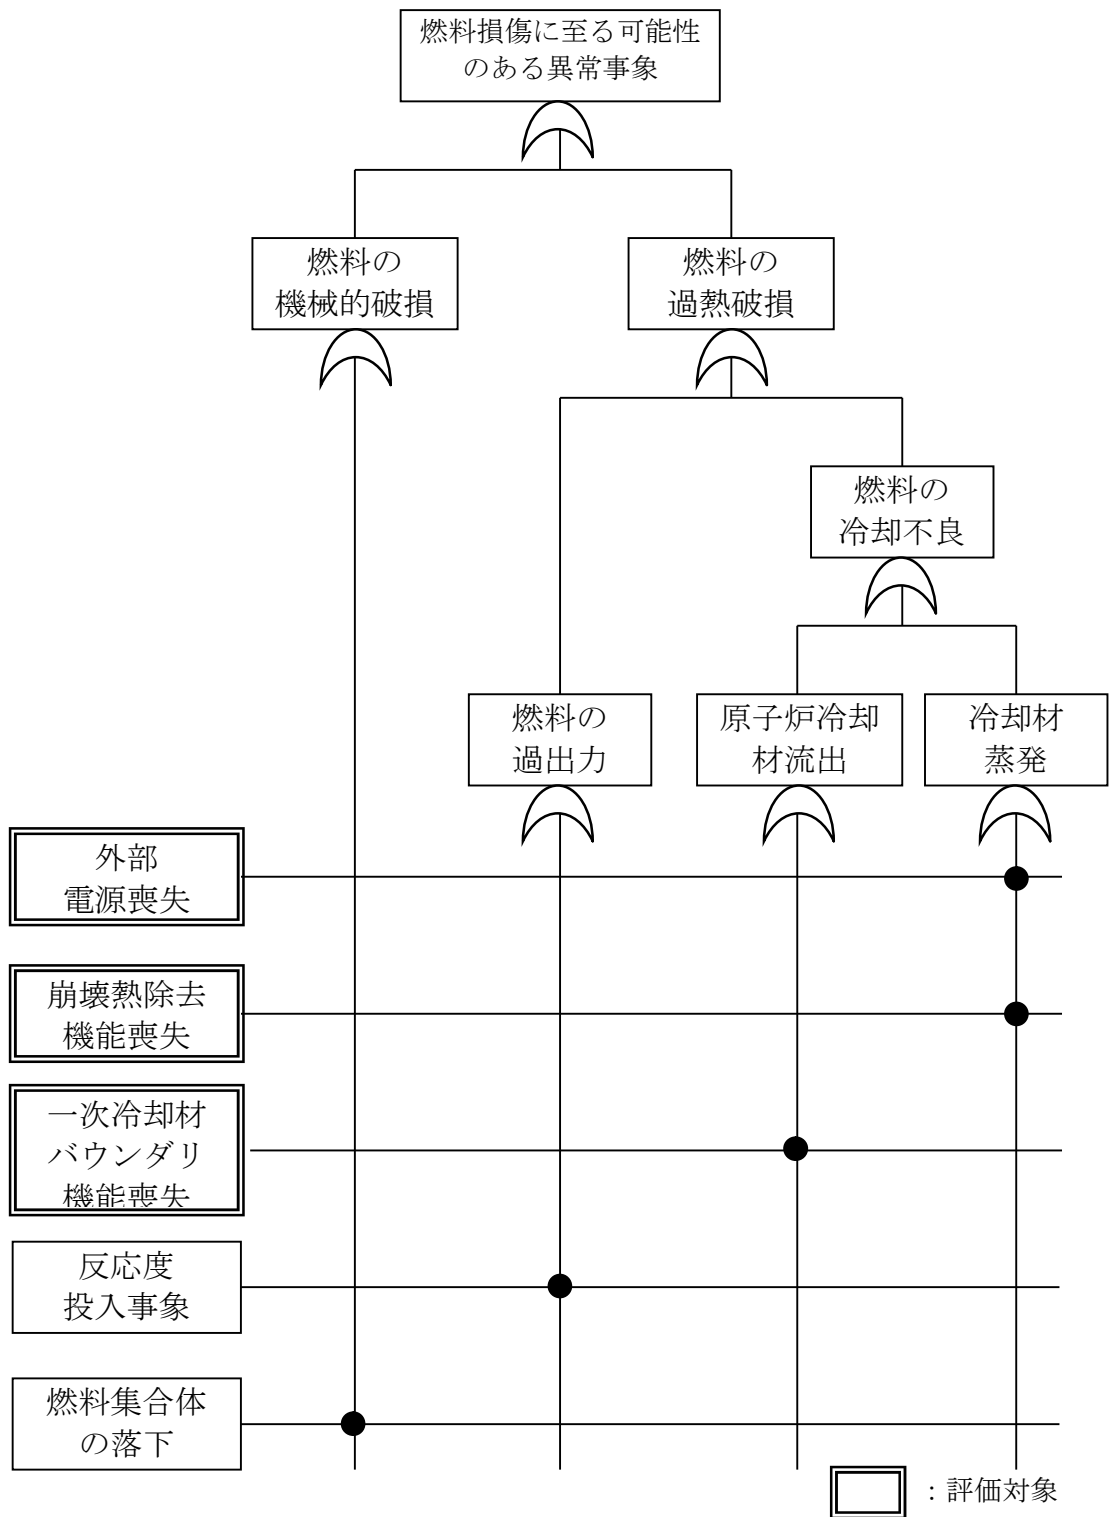 燃料損傷に至る可能性
のある異常事象
燃料の
機械的破損
燃料の
過熱破損
燃料の
冷却不良
燃料の
過出力
原子炉冷却
材流出
冷却材
蒸発
外部
電源喪失
崩壊熱除去
機能喪失
一次冷却材
バウンダリ
機能喪失
反応度
投入事象
燃料集合体
の落下
：評価対象